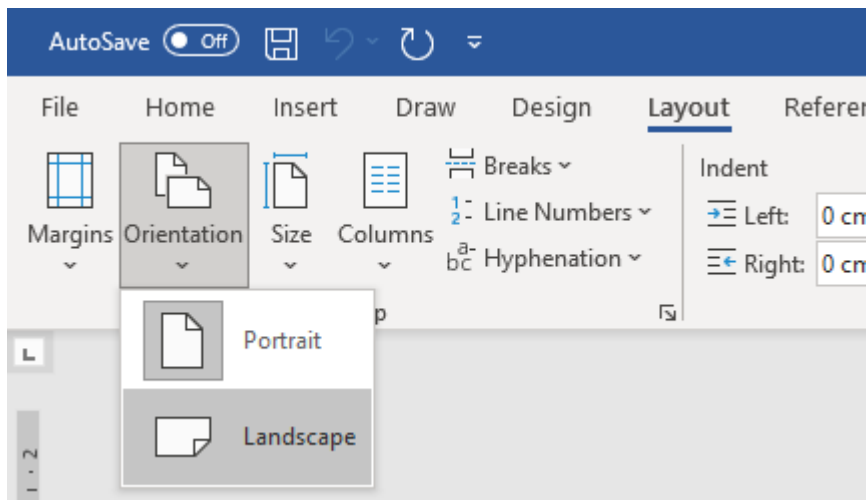 AutoSave Off
File Home Insert Draw Design Layout
Margins Orientation Size Columns
Breaks
Line Numbers
Hyphenation
Indent
Left: 0 cm
Right: 0 cm
Portrait
Landscape
2